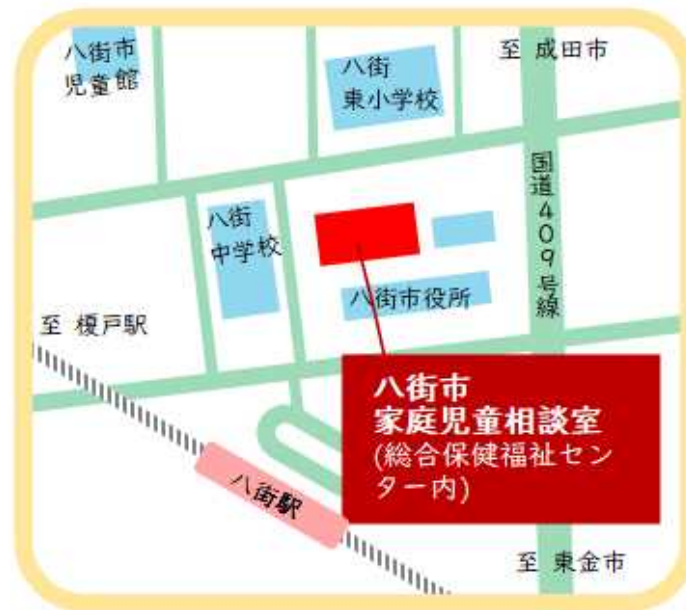 八街市
児童館
八街
東小学校
至 成田市
国道409号線
八街
中学校
八街市役所
至 榎戸駅
八街市
家庭児童相談室
(総合保健福祉セン
ター内)
八街駅
至 東金市